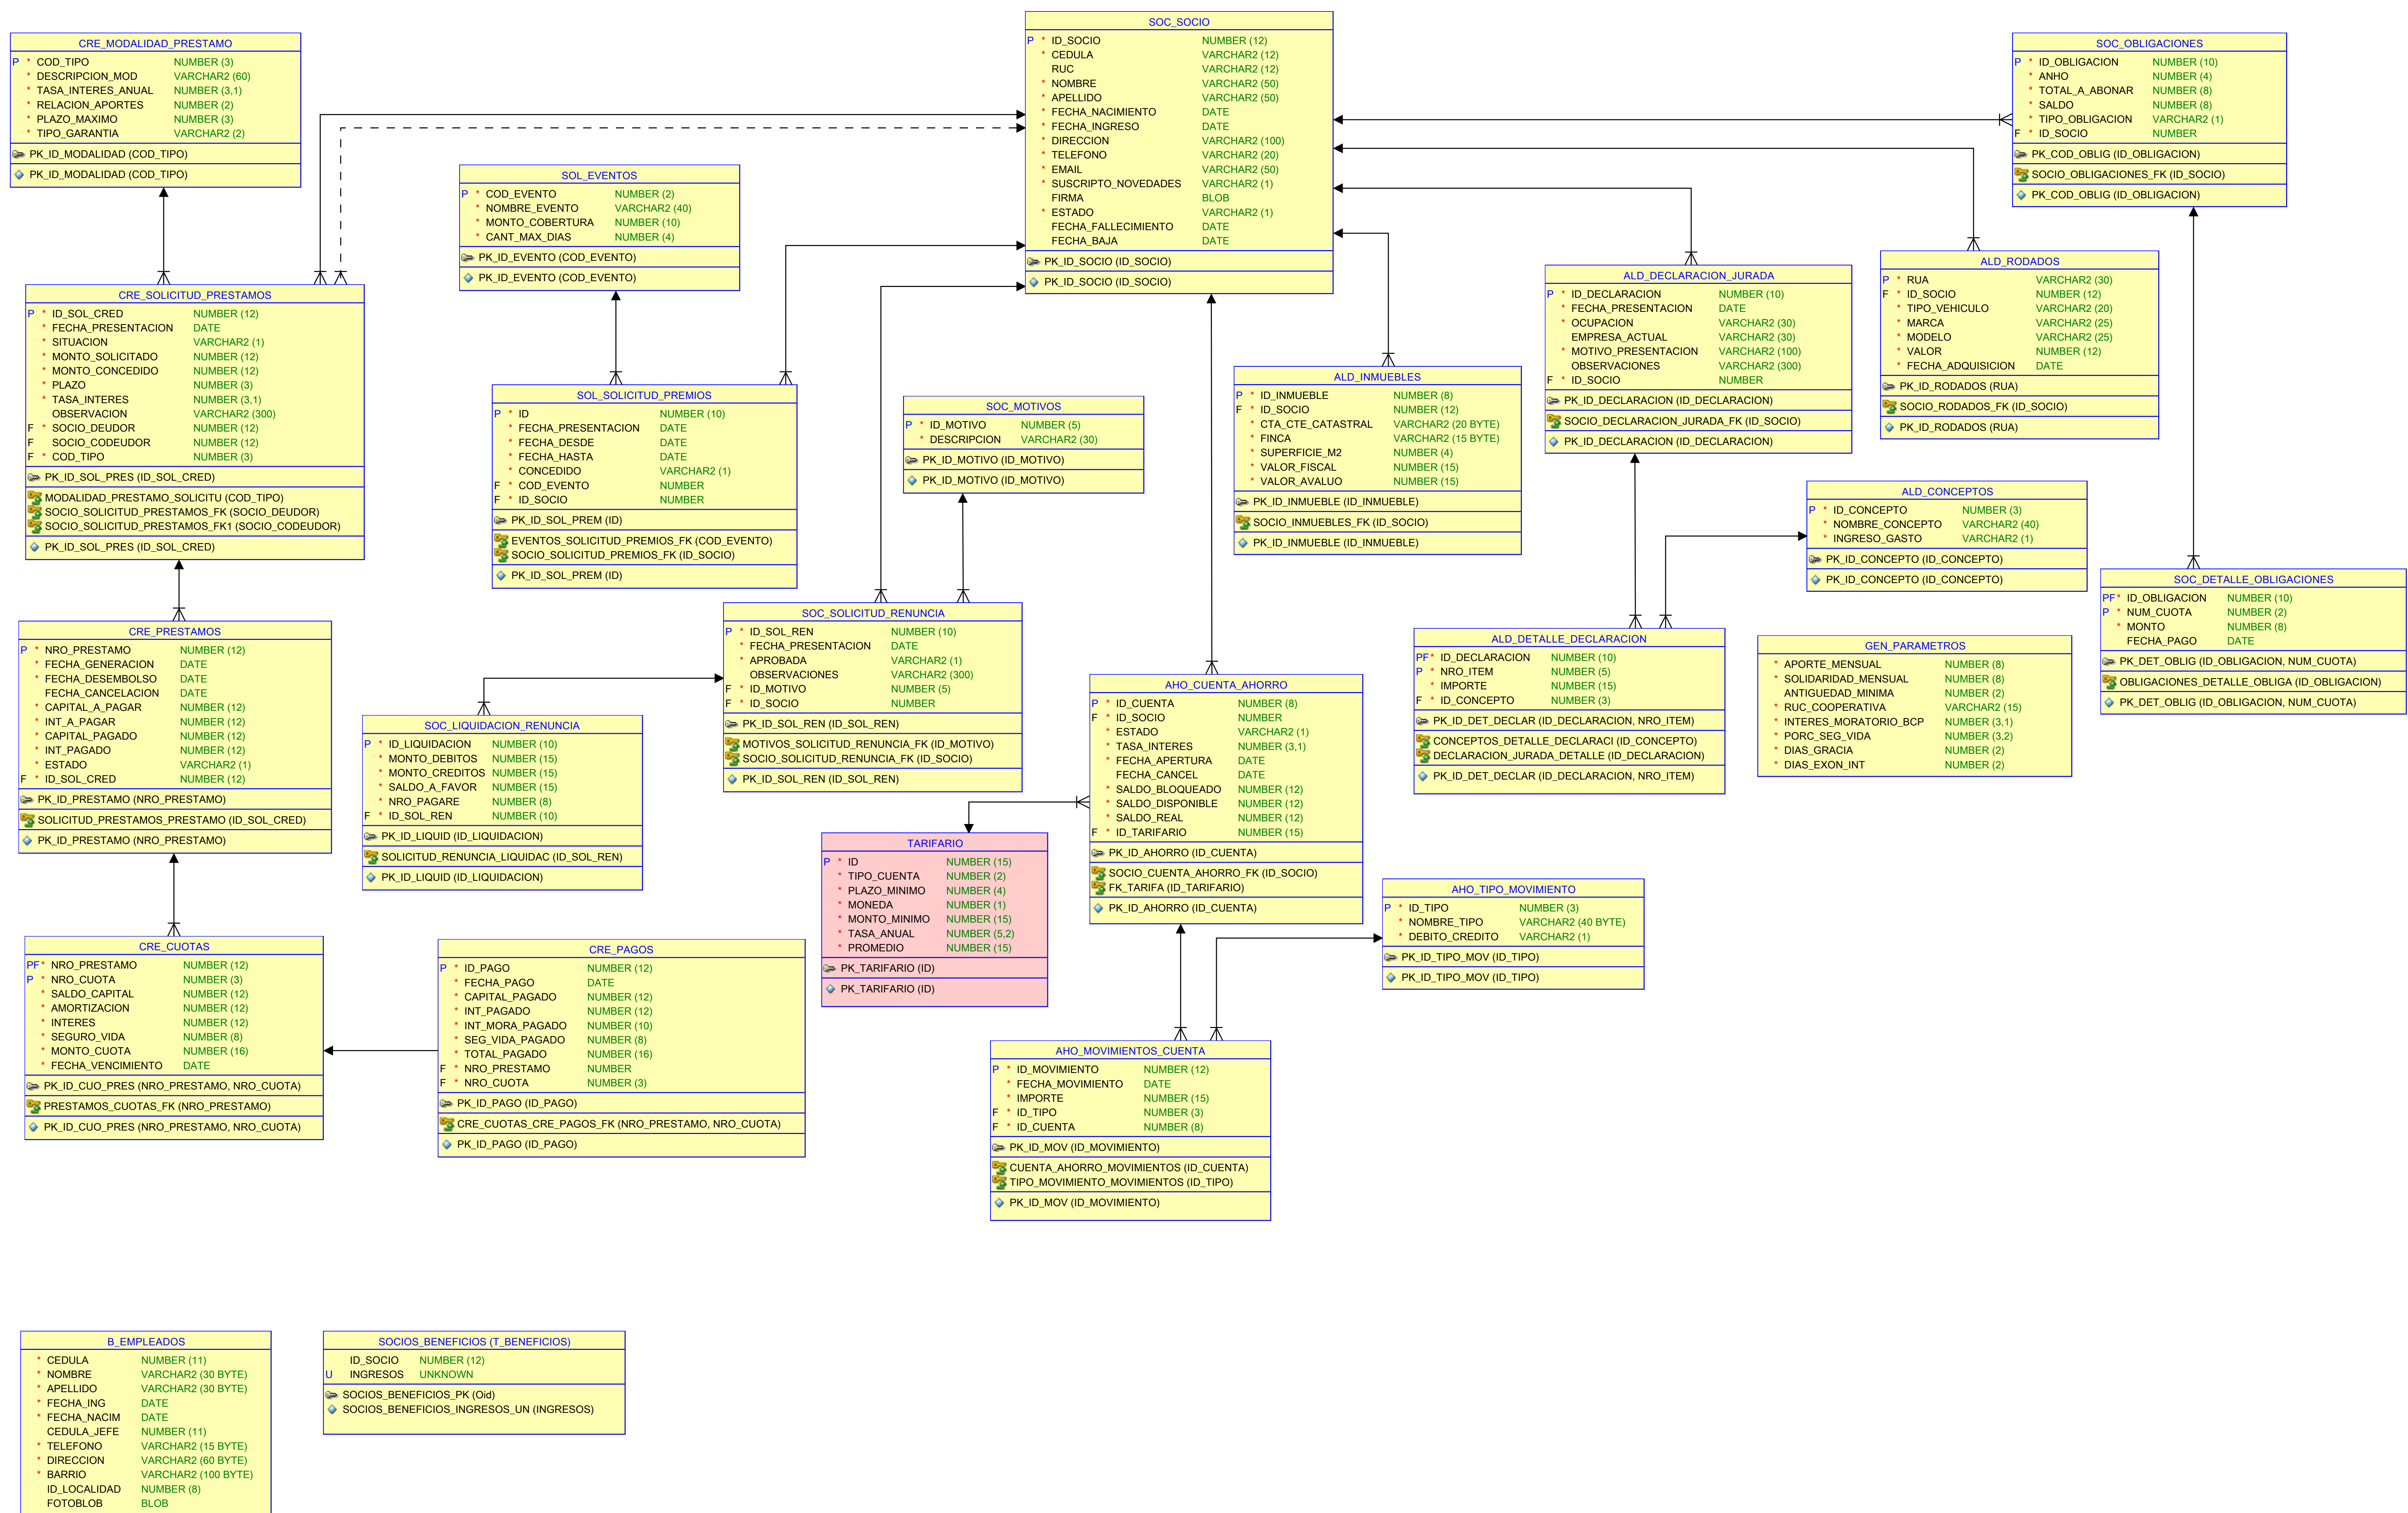 CRE_MODALIDAD_PRESTAMO
P * COD_TIPO NUMBER (3)
* DESCRIPCION_MOD VARCHAR2 (60)
* TASA_INTERES_ANUAL NUMBER (3,1)
* RELACION_APORTES NUMBER (2)
* PLAZO_MAXIMO NUMBER (3)
* TIPO_GARANTIA VARCHAR2 (2)
PK_ID_MODALIDAD (COD_TIPO)
PK_ID_MODALIDAD (COD_TIPO)
SOC_SOCIO
P * ID_SOCIO NUMBER (12)
* CEDULA VARCHAR2 (12)
RUC VARCHAR2 (12)
* NOMBRE VARCHAR2 (50)
* APELLIDO VARCHAR2 (50)
* FECHA_NACIMIENTO DATE
* FECHA_INGRESO DATE
* DIRECCION VARCHAR2 (100)
* TELEFONO VARCHAR2 (20)
* EMAIL VARCHAR2 (50)
* SUSCRIPTO_NOVEDADES VARCHAR2 (1)
FIRMA BLOB
* ESTADO VARCHAR2 (1)
FECHA_FALLECIMIENTO DATE
FECHA_BAJA DATE
PK_ID_SOCIO (ID_SOCIO)
PK_ID_SOCIO (ID_SOCIO)
SOC_OBLIGACIONES
P * ID_OBLIGACION NUMBER (10)
* ANHO NUMBER (4)
* TOTAL_A_ABONAR NUMBER (8)
* SALDO NUMBER (8)
* TIPO_OBLIGACION VARCHAR2 (1)
F * ID_SOCIO NUMBER
PK_COD_OBLIG (ID_OBLIGACION)
SOCIO_OBLIGACIONES_FK (ID_SOCIO)
PK_COD_OBLIG (ID_OBLIGACION)
SOL_EVENTOS
P * COD_EVENTO NUMBER (2)
* NOMBRE_EVENTO VARCHAR2 (40)
* MONTO_COBERTURA NUMBER (10)
* CANT_MAX_DIAS NUMBER (4)
PK_ID_EVENTO (COD_EVENTO)
PK_ID_EVENTO (COD_EVENTO)
ALD_DECLARACION_JURADA
P * ID_DECLARACION NUMBER (10)
* FECHA_PRESENTACION DATE
* OCUPACION VARCHAR2 (30)
EMPRESA_ACTUAL VARCHAR2 (30)
* MOTIVO_PRESENTACION VARCHAR2 (100)
OBSERVACIONES VARCHAR2 (300)
F * ID_SOCIO NUMBER
PK_ID_DECLARACION (ID_DECLARACION)
SOCIO_DECLARACION_JURADA_FK (ID_SOCIO)
PK_ID_DECLARACION (ID_DECLARACION)
ALD_RODADOS
P * RUA VARCHAR2 (30)
F * ID_SOCIO NUMBER (12)
* TIPO_VEHICULO VARCHAR2 (20)
* MARCA VARCHAR2 (25)
* MODELO VARCHAR2 (25)
* VALOR NUMBER (12)
* FECHA_ADQUISICION DATE
PK_ID_RODADOS (RUA)
SOCIO_RODADOS_FK (ID_SOCIO)
PK_ID_RODADOS (RUA)
CRE_SOLICITUD_PRESTAMOS
P * ID_SOL_CRED NUMBER (12)
* FECHA_PRESENTACION DATE
* SITUACION VARCHAR2 (1)
* MONTO_SOLICITADO NUMBER (12)
* MONTO_CONCEDIDO NUMBER (12)
* PLAZO NUMBER (3)
* TASA_INTERES NUMBER (3,1)
OBSERVACION VARCHAR2 (300)
F * SOCIO_DEUDOR NUMBER (12)
F SOCIO_CODEUDOR NUMBER (12)
F * COD_TIPO NUMBER (3)
PK_ID_SOL_PRES (ID_SOL_CRED)
MODALIDAD_PRESTAMO_SOLICITU (COD_TIPO)
SOCIO_SOLICITUD_PRESTAMOS_FK (SOCIO_DEUDOR)
SOCIO_SOLICITUD_PRESTAMOS_FK1 (SOCIO_CODEUDOR)
PK_ID_SOL_PRES (ID_SOL_CRED)
SOL_SOLICITUD_PREMIOS
P * ID NUMBER (10)
* FECHA_PRESENTACION DATE
* FECHA_DESDE DATE
* FECHA_HASTA DATE
* CONCEDIDO VARCHAR2 (1)
F * COD_EVENTO NUMBER
F * ID_SOCIO NUMBER
PK_ID_SOL_PREM (ID)
EVENTOS_SOLICITUD_PREMIOS_FK (COD_EVENTO)
SOCIO_SOLICITUD_PREMIOS_FK (ID_SOCIO)
PK_ID_SOL_PREM (ID)
SOC_MOTIVOS
P * ID_MOTIVO NUMBER (5)
* DESCRIPCION VARCHAR2 (30)
PK_ID_MOTIVO (ID_MOTIVO)
PK_ID_MOTIVO (ID_MOTIVO)
ALD_INMUEBLES
P * ID_INMUEBLE NUMBER (8)
F * ID_SOCIO NUMBER (12)
* CTA_CTE_CATASTRAL VARCHAR2 (20 BYTE)
* FINCA VARCHAR2 (15 BYTE)
* SUPERFICIE_M2 NUMBER (4)
* VALOR_FISCAL NUMBER (15)
* VALOR_AVALUO NUMBER (15)
PK_ID_INMUEBLE (ID_INMUEBLE)
SOCIO_INMUEBLES_FK (ID_SOCIO)
PK_ID_INMUEBLE (ID_INMUEBLE)
ALD_CONCEPTOS
P * ID_CONCEPTO NUMBER (3)
* NOMBRE_CONCEPTO VARCHAR2 (40)
* INGRESO_GASTO VARCHAR2 (1)
PK_ID_CONCEPTO (ID_CONCEPTO)
PK_ID_CONCEPTO (ID_CONCEPTO)
SOC_DETALLE_OBLIGACIONES
PF * ID_OBLIGACION NUMBER (10)
P * NUM_CUOTA NUMBER (2)
* MONTO NUMBER (8)
FECHA_PAGO DATE
PK_DET_OBLIG (ID_OBLIGACION, NUM_CUOTA)
OBLIGACIONES_DETALLE_OBLIGA (ID_OBLIGACION)
PK_DET_OBLIG (ID_OBLIGACION, NUM_CUOTA)
CRE_PRESTAMOS
P * NRO_PRESTAMO NUMBER (12)
* FECHA_GENERACION DATE
* FECHA_DESEMBOLSO DATE
FECHA_CANCELACION DATE
* CAPITAL_A_PAGAR NUMBER (12)
* INT_A_PAGAR NUMBER (12)
* CAPITAL_PAGADO NUMBER (12)
* INT_PAGADO NUMBER (12)
* ESTADO VARCHAR2 (1)
F * ID_SOL_CRED NUMBER (12)
PK_ID_PRESTAMO (NRO_PRESTAMO)
SOLICITUD_PRESTAMOS_PRESTAMO (ID_SOL_CRED)
PK_ID_PRESTAMO (NRO_PRESTAMO)
SOC_SOLICITUD_RENUNCIA
P * ID_SOL_REN NUMBER (10)
* FECHA_PRESENTACION DATE
* APROBADA VARCHAR2 (1)
OBSERVACIONES VARCHAR2 (300)
F * ID_MOTIVO NUMBER (5)
F * ID_SOCIO NUMBER
PK_ID_SOL_REN (ID_SOL_REN)
MOTIVOS_SOLICITUD_RENUNCIA_FK (ID_MOTIVO)
SOCIO_SOLICITUD_RENUNCIA_FK (ID_SOCIO)
PK_ID_SOL_REN (ID_SOL_REN)
ALD_DETALLE_DECLARACION
PF * ID_DECLARACION NUMBER (10)
P * NRO_ITEM NUMBER (5)
* IMPORTE NUMBER (15)
F * ID_CONCEPTO NUMBER (3)
PK_ID_DET_DECLAR (ID_DECLARACION, NRO_ITEM)
CONCEPTOS_DETALLE_DECLARACI (ID_CONCEPTO)
DECLARACION_JURADA_DETALLE (ID_DECLARACION)
PK_ID_DET_DECLAR (ID_DECLARACION, NRO_ITEM)
GEN_PARAMETROS
* APORTE_MENSUAL NUMBER (8)
* SOLIDARIDAD_MENSUAL NUMBER (8)
ANTIGUEDAD_MINIMA NUMBER (2)
* RUC_COOPERATIVA VARCHAR2 (15)
* INTERES_MORATORIO_BCP NUMBER (3,1)
* PORC_SEG_VIDA NUMBER (3,2)
* DIAS_GRACIA NUMBER (2)
* DIAS_EXON_INT NUMBER (2)
SOC_LIQUIDACION_RENUNCIA
P * ID_LIQUIDACION NUMBER (10)
* MONTO_DEBITOS NUMBER (15)
* MONTO_CREDITOS NUMBER (15)
* SALDO_A_FAVOR NUMBER (15)
* NRO_PAGARE NUMBER (8)
F * ID_SOL_REN NUMBER (10)
PK_ID_LIQUID (ID_LIQUIDACION)
SOLICITUD_RENUNCIA_LIQUIDAC (ID_SOL_REN)
PK_ID_LIQUID (ID_LIQUIDACION)
AHO_CUENTA_AHORRO
P * ID_CUENTA NUMBER (8)
F * ID_SOCIO NUMBER
* ESTADO VARCHAR2 (1)
* TASA_INTERES NUMBER (3,1)
* FECHA_APERTURA DATE
FECHA_CANCEL DATE
* SALDO_BLOQUEADO NUMBER (12)
* SALDO_DISPONIBLE NUMBER (12)
* SALDO_REAL NUMBER (12)
F * ID_TARIFARIO NUMBER (15)
PK_ID_AHORRO (ID_CUENTA)
SOCIO_CUENTA_AHORRO_FK (ID_SOCIO)
FK_TARIFA (ID_TARIFARIO)
PK_ID_AHORRO (ID_CUENTA)
TARIFARIO
P * ID NUMBER (15)
* TIPO_CUENTA NUMBER (2)
* PLAZO_MINIMO NUMBER (4)
* MONEDA NUMBER (1)
* MONTO_MINIMO NUMBER (15)
* TASA_ANUAL NUMBER (5,2)
* PROMEDIO NUMBER (15)
PK_TARIFARIO (ID)
PK_TARIFARIO (ID)
AHO_TIPO_MOVIMIENTO
P * ID_TIPO NUMBER (3)
* NOMBRE_TIPO VARCHAR2 (40 BYTE)
* DEBITO_CREDITO VARCHAR2 (1)
PK_ID_TIPO_MOV (ID_TIPO)
PK_ID_TIPO_MOV (ID_TIPO)
CRE_CUOTAS
PF * NRO_PRESTAMO NUMBER (12)
P * NRO_CUOTA NUMBER (3)
* SALDO_CAPITAL NUMBER (12)
* AMORTIZACION NUMBER (12)
* INTERES NUMBER (12)
* SEGURO_VIDA NUMBER (8)
* MONTO_CUOTA NUMBER (16)
* FECHA_VENCIMIENTO DATE
PK_ID_CUO_PRES (NRO_PRESTAMO, NRO_CUOTA)
PRESTAMOS_CUOTAS_FK (NRO_PRESTAMO)
PK_ID_CUO_PRES (NRO_PRESTAMO, NRO_CUOTA)
CRE_PAGOS
P * ID_PAGO NUMBER (12)
* FECHA_PAGO DATE
* CAPITAL_PAGADO NUMBER (12)
* INT_PAGADO NUMBER (12)
* INT_MORA_PAGADO NUMBER (10)
* SEG_VIDA_PAGADO NUMBER (8)
* TOTAL_PAGADO NUMBER (16)
F * NRO_PRESTAMO NUMBER
F * NRO_CUOTA NUMBER (3)
PK_ID_PAGO (ID_PAGO)
CRE_CUOTAS_CRE_PAGOS_FK (NRO_PRESTAMO, NRO_CUOTA)
PK_ID_PAGO (ID_PAGO)
AHO_MOVIMIENTOS_CUENTA
P * ID_MOVIMIENTO NUMBER (12)
* FECHA_MOVIMIENTO DATE
* IMPORTE NUMBER (15)
F * ID_TIPO NUMBER (3)
F * ID_CUENTA NUMBER (8)
PK_ID_MOV (ID_MOVIMIENTO)
CUENTA_AHORRO_MOVIMIENTOS (ID_CUENTA)
TIPO_MOVIMIENTO_MOVIMIENTOS (ID_TIPO)
PK_ID_MOV (ID_MOVIMIENTO)
B_EMPLEADOS
* CEDULA NUMBER (11)
* NOMBRE VARCHAR2 (30 BYTE)
* APELLIDO VARCHAR2 (30 BYTE)
* FECHA_ING DATE
* FECHA_NACIM DATE
CEDULA_JEFE NUMBER (11)
* TELEFONO VARCHAR2 (15 BYTE)
* DIRECCION VARCHAR2 (60 BYTE)
* BARRIO VARCHAR2 (100 BYTE)
ID_LOCALIDAD NUMBER (8)
FOTOBLOB BLOB
SOCIOS_BENEFICIOS (T_BENEFICIOS)
ID_SOCIO NUMBER (12)
U INGRESOS UNKNOWN
SOCIOS_BENEFICIOS_PK (Oid)
SOCIOS_BENEFICIOS_INGRESOS_UN (INGRESOS)